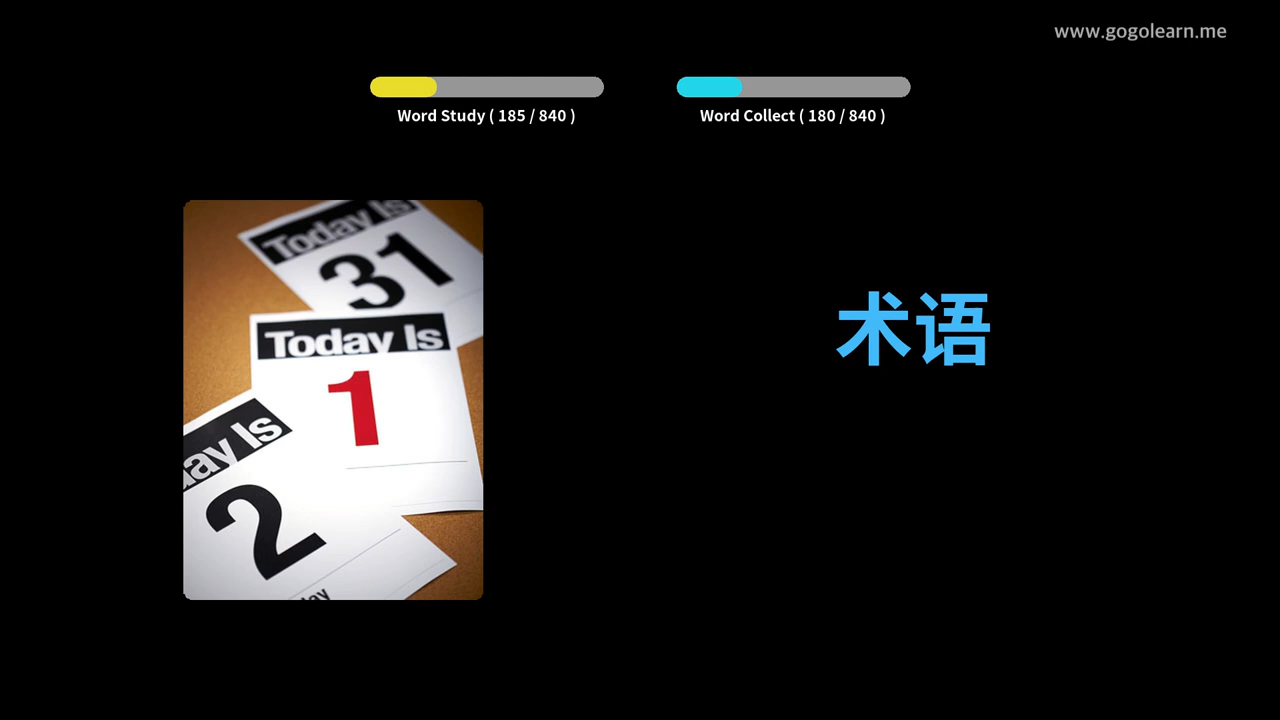 www.gogolearn.me
Word Study ( 185 / 840 )
Word Collect ( 180 / 840 )
Today Is
31
Today Is
1
术语
ay Is
2